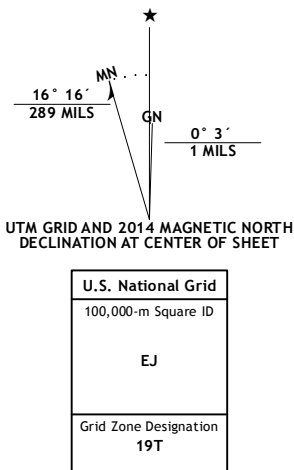 ★
MN
GN
16° 16´
289 MILS
0° 3´
1 MILS
UTM GRID AND 2014 MAGNETIC NORTH
DECLINATION AT CENTER OF SHEET
U.S. National Grid
100,000-m Square ID
EJ
Grid Zone Designation
19T